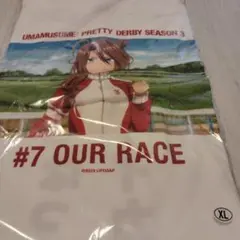 UMAMUSUME: PRETTY DERBY SEASON 3
#7 OUR RACE
XL